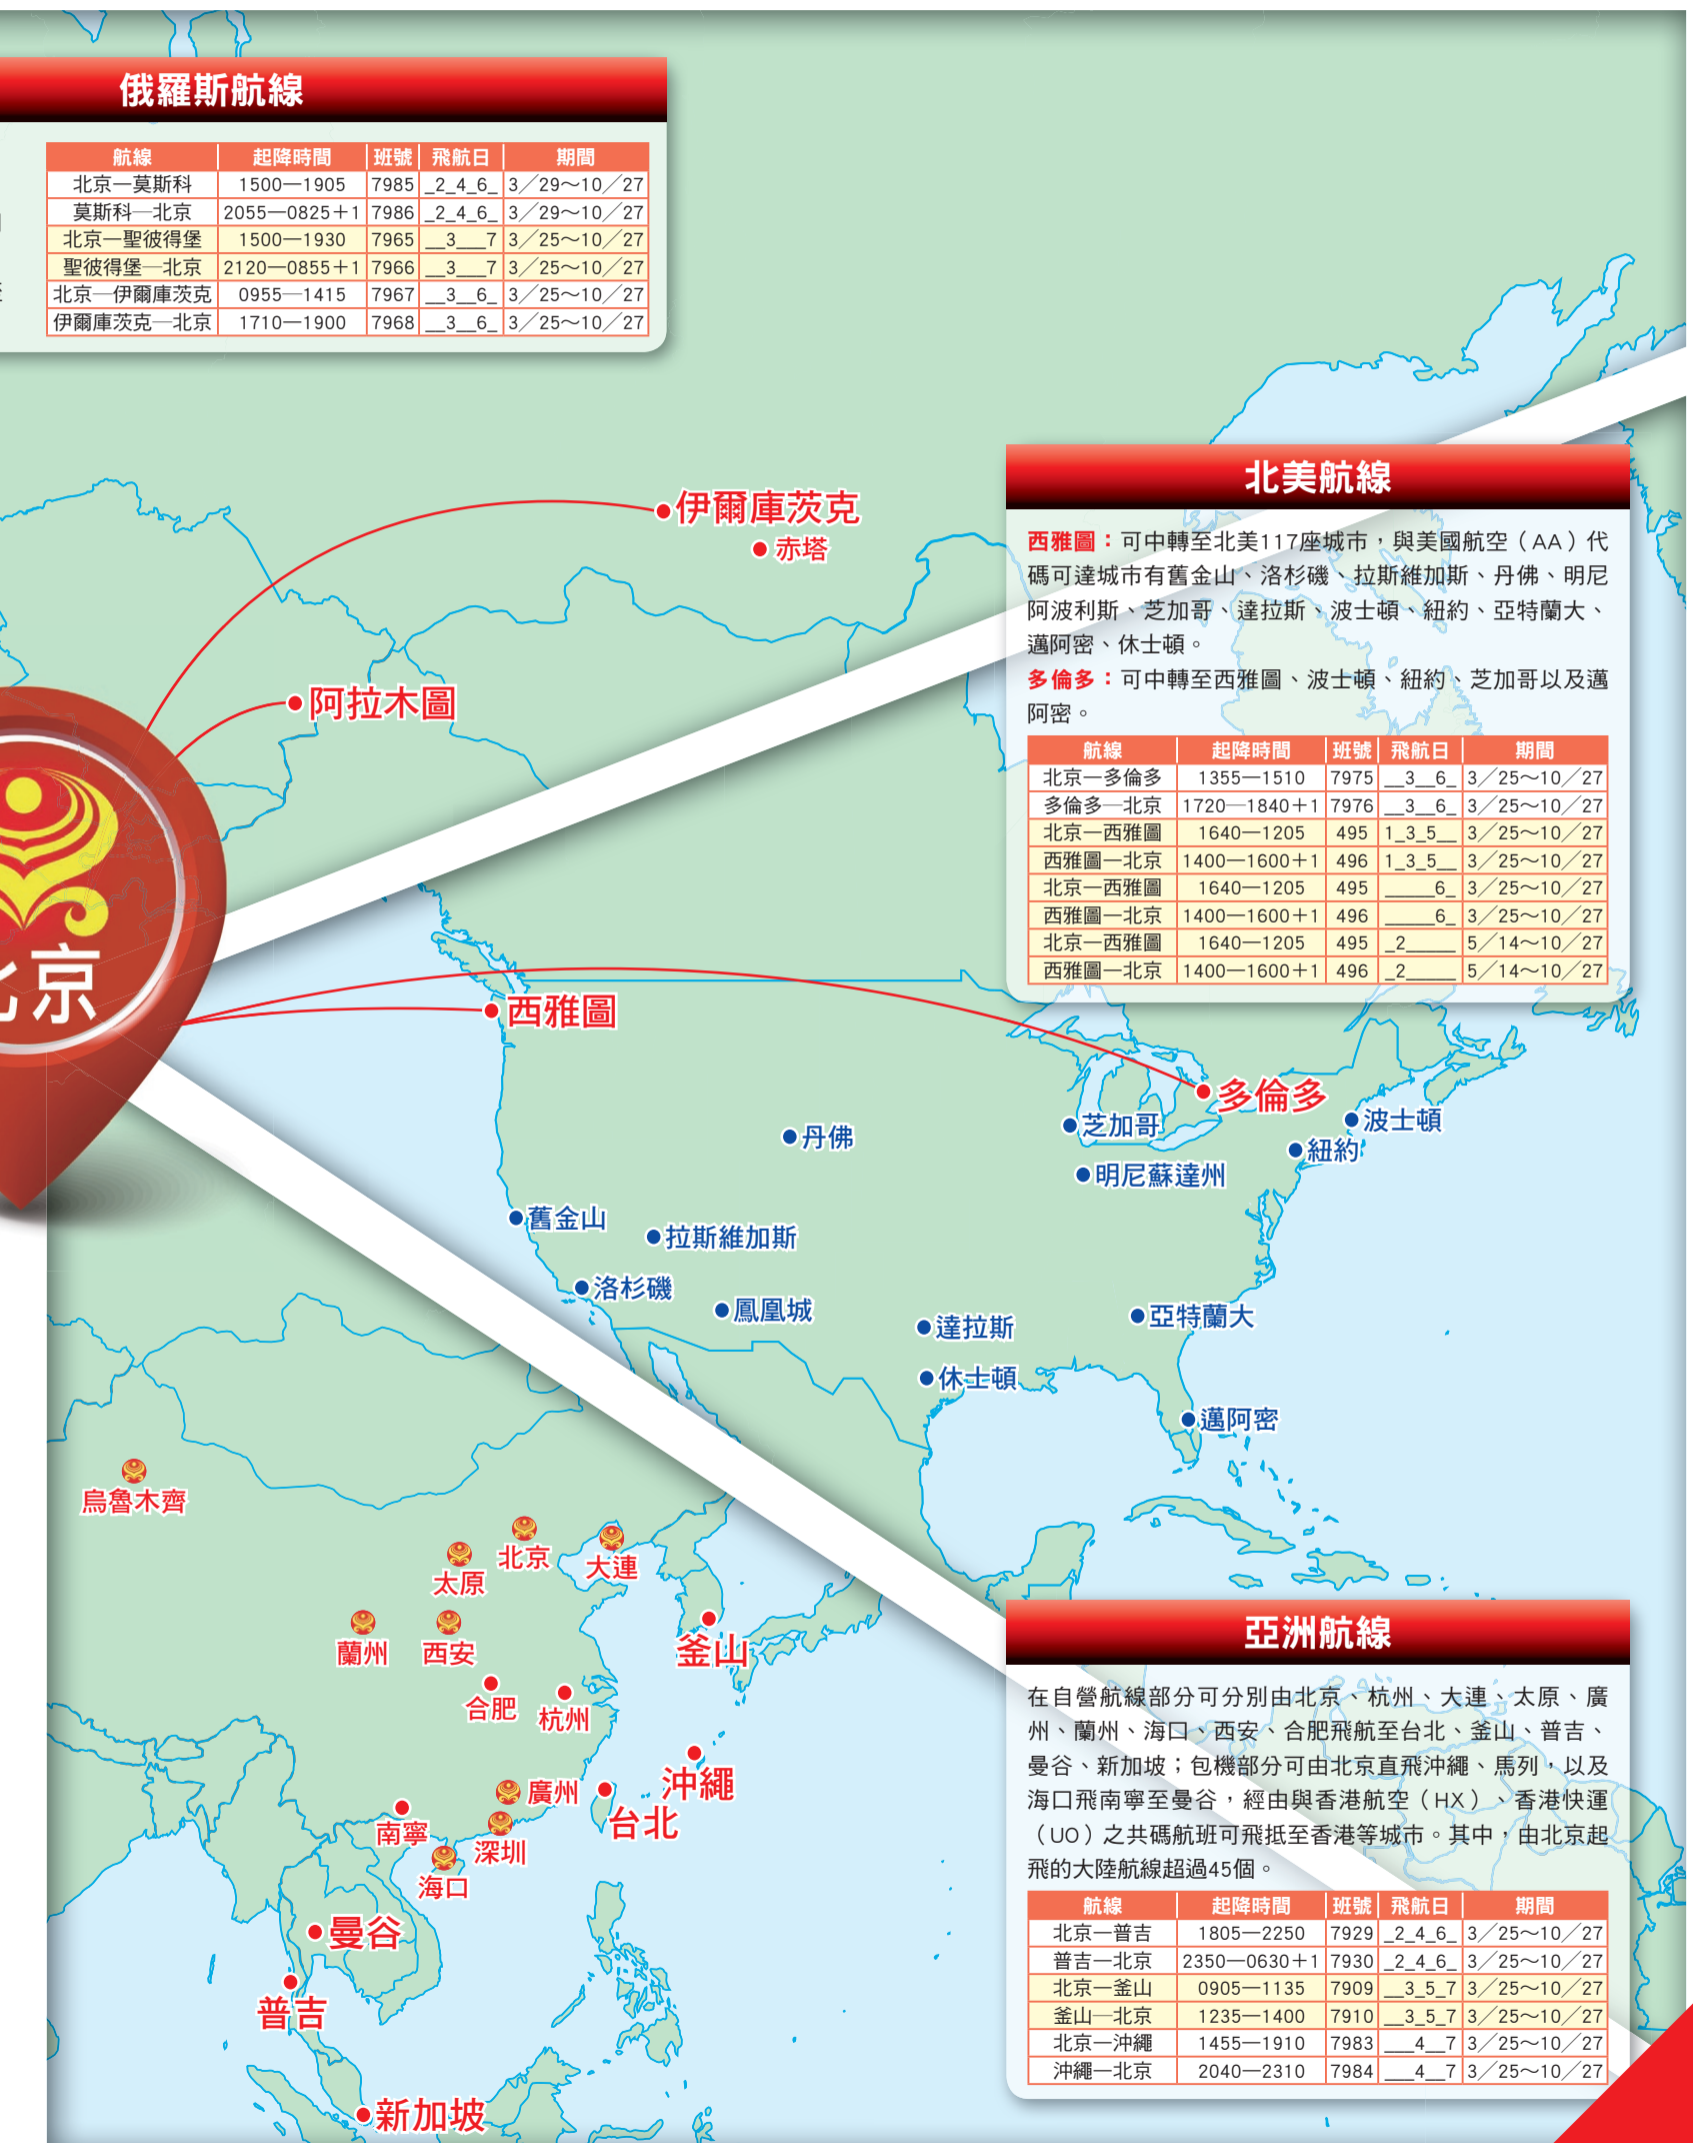 俄羅斯航線
航線 起降時間 班號 飛航日 期間
北京—莫斯科 1500—1905 7985 _2_4_6_ 3／29～10／27
莫斯科—北京 2055—0825＋1 7986 _2_4_6_ 3／29～10／27
北京—聖彼得堡 1500—1930 7965 __3___7 3／25～10／27
聖彼得堡—北京 2120—0855＋1 7966 __3___7 3／25～10／27
北京—伊爾庫茨克 0955—1415 7967 __3__6_ 3／25～10／27
伊爾庫茨克—北京 1710—1900 7968 __3__6_ 3／25～10／27
伊爾庫茨克
赤塔
阿拉木圖
京
北美航線
西雅圖：可中轉至北美117座城市，與美國航空（AA）代
碼可達城市有舊金山、洛杉磯、拉斯維加斯、丹佛、明尼
阿波利斯、芝加哥、達拉斯、波士頓、紐約、亞特蘭大、
邁阿密、休士頓。
多倫多：可中轉至西雅圖、波士頓、紐約、芝加哥以及邁
阿密。
航線 起降時間 班號 飛航日 期間
北京—多倫多 1355—1510 7975 __3__6_ 3／25～10／27
多倫多—北京 1720—1840＋1 7976 __3__6_ 3／25～10／27
北京—西雅圖 1640—1205 495 1_3_5__ 3／25～10／27
西雅圖—北京 1400—1600＋1 496 1_3_5__ 3／25～10／27
北京—西雅圖 1640—1205 495 _____6_ 3／25～10／27
西雅圖—北京 1400—1600＋1 496 _____6_ 3／25～10／27
北京—西雅圖 1640—1205 495 _2_____ 5／14～10／27
西雅圖—北京 1400—1600＋1 496 _2_____ 5／14～10／27
西雅圖
多倫多
芝加哥
波士頓
丹佛
紐約
明尼蘇達州
舊金山
拉斯維加斯
洛杉磯
鳳凰城
達拉斯
亞特蘭大
休士頓
邁阿密
烏魯木齊
北京
大連
太原
蘭州
西安
釜山
合肥
杭州
沖繩
廣州
台北
南寧
深圳
海口
曼谷
普吉
新加坡
亞洲航線
在自營航線部分可分別由北京、杭州、大連、太原、廣
州、蘭州、海口、西安、合肥飛航至台北、釜山、普吉、
曼谷、新加坡；包機部分可由北京直飛沖繩、馬列，以及
海口飛南寧至曼谷，經由與香港航空（HX）、香港快運
（UO）之共碼航班可飛抵至香港等城市。其中，由北京起
飛的大陸航線超過45個。
航線 起降時間 班號 飛航日 期間
北京—普吉 1805—2250 7929 _2_4_6_ 3／25～10／27
普吉—北京 2350—0630＋1 7930 _2_4_6_ 3／25～10／27
北京—釜山 0905—1135 7909 __3_5_7 3／25～10／27
釜山—北京 1235—1400 7910 __3_5_7 3／25～10／27
北京—沖繩 1455—1910 7983 ___4__7 3／25～10／27
沖繩—北京 2040—2310 7984 ___4__7 3／25～10／27